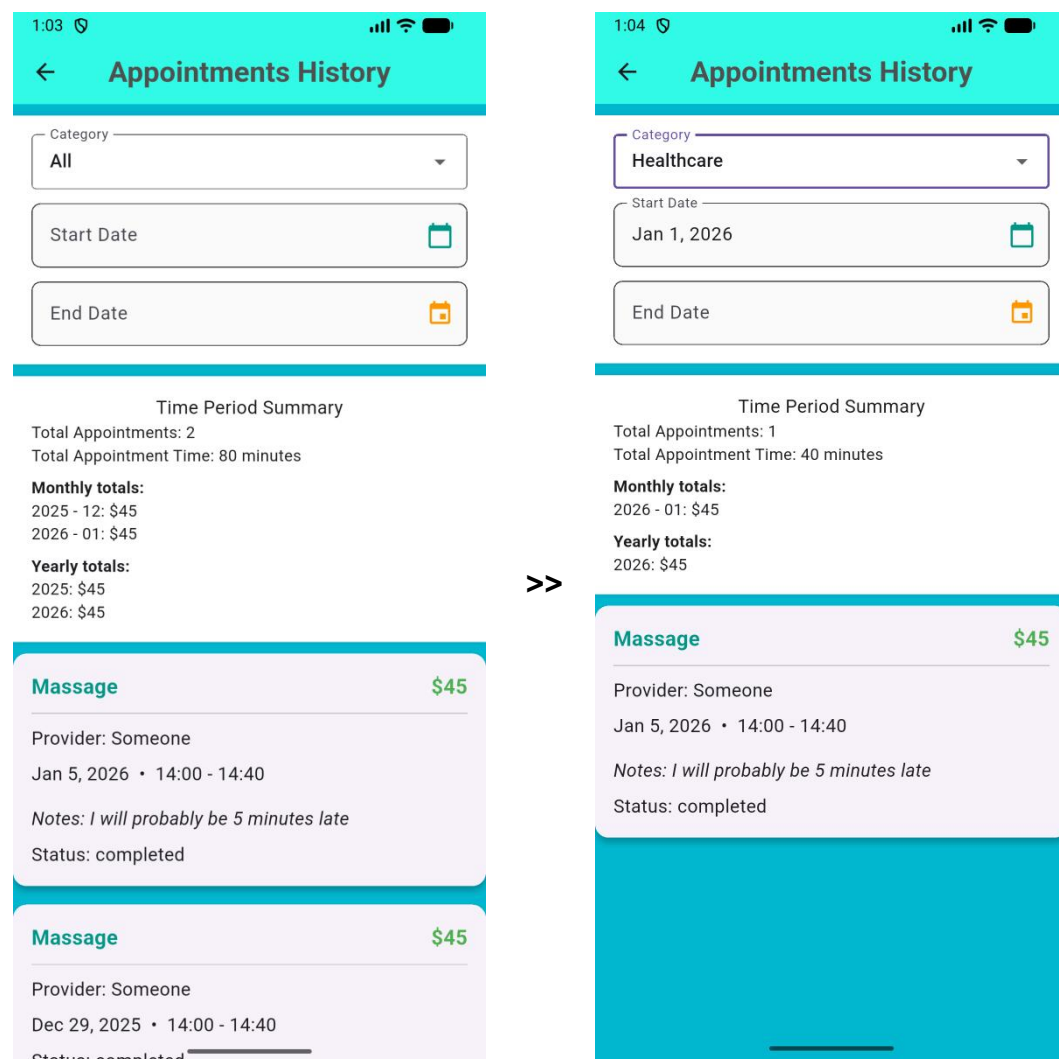 1:03
Appointments History
Category
All
Start Date
End Date
Time Period Summary
Total Appointments: 2
Total Appointment Time: 80 minutes
Monthly totals:
2025 - 12: $45
2026 - 01: $45
Yearly totals:
2025: $45
2026: $45
Massage $45
Provider: Someone
Jan 5, 2026 • 14:00 - 14:40
Notes: I will probably be 5 minutes late
Status: completed
Massage $45
Provider: Someone
Dec 29, 2025 • 14:00 - 14:40
Status: completed
>>
1:04
Appointments History
Category
Healthcare
Start Date
Jan 1, 2026
End Date
Time Period Summary
Total Appointments: 1
Total Appointment Time: 40 minutes
Monthly totals:
2026 - 01: $45
Yearly totals:
2026: $45
Massage $45
Provider: Someone
Jan 5, 2026 • 14:00 - 14:40
Notes: I will probably be 5 minutes late
Status: completed